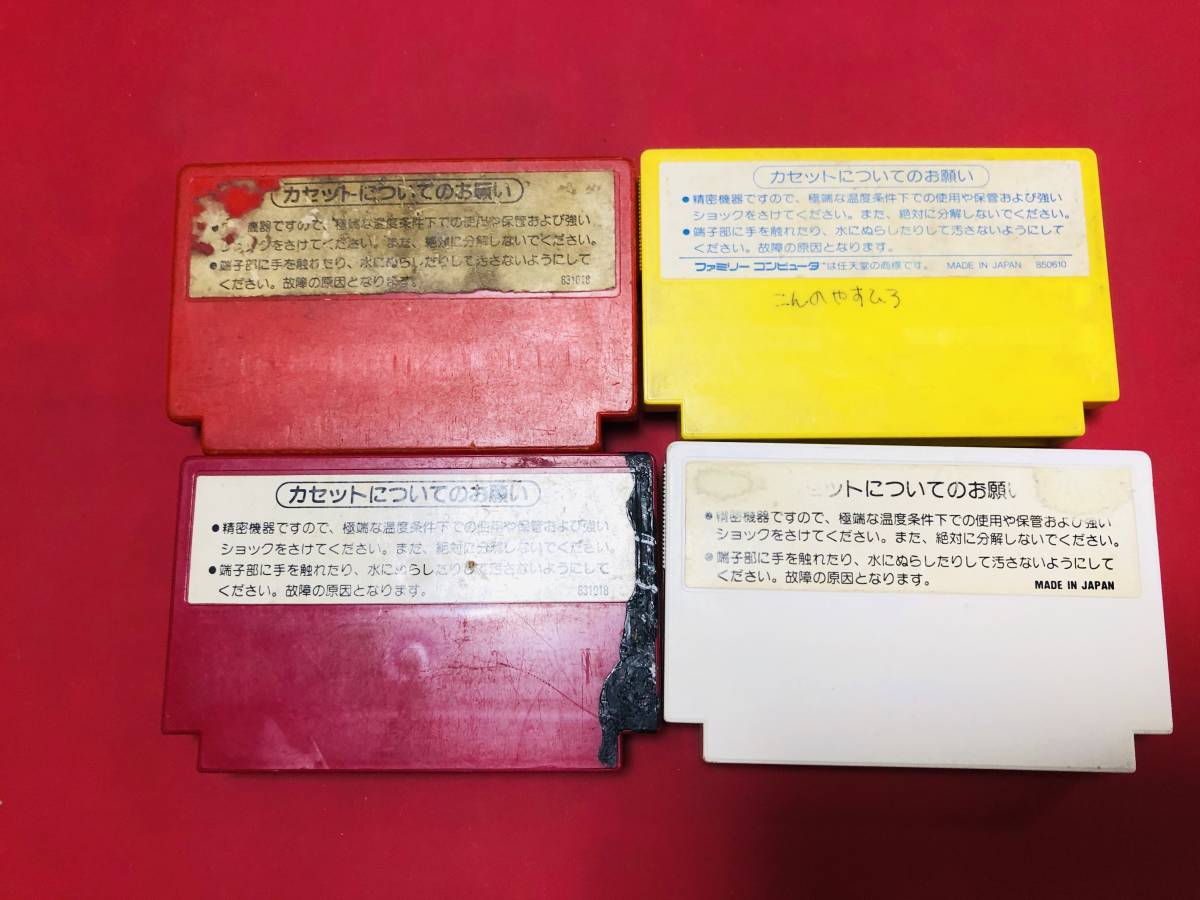 カセットについてのお願い
機器ですので、極端な温度条件下での使用や保管および強い
ショックをさけてください。また、絶対に分解しないでください。
●端子部に手を触れたり、水にぬらしたりして汚さないようにして
ください。故障の原因となります。
831018
カセットについてのお願い
●精密機器ですので、極端な温度条件下での使用や保管および強い
ショックをさけてください。また、絶対に分解しないでください。
●端子部に手を触れたり、水にぬらしたりして汚さないようにして
ください。故障の原因となります。
ファミリー コンピュータ は任天堂の商標です。 MADE IN JAPAN 850610
こんのやすひろ
カセットについてのお願い
●精密機器ですので、極端な温度条件下での使用や保管および強い
ショックをさけてください。また、絶対に分解しないでください。
●端子部に手を触れたり、水にぬらしたりして汚さないようにして
ください。故障の原因となります。
831018
ットについてのお願い
●精密機器ですので、極端な温度条件下での使用や保管および強い
ショックをさけてください。また、絶対に分解しないでください。
●端子部に手を触れたり、水にぬらしたりして汚さないようにして
ください。故障の原因となります。
MADE IN JAPAN